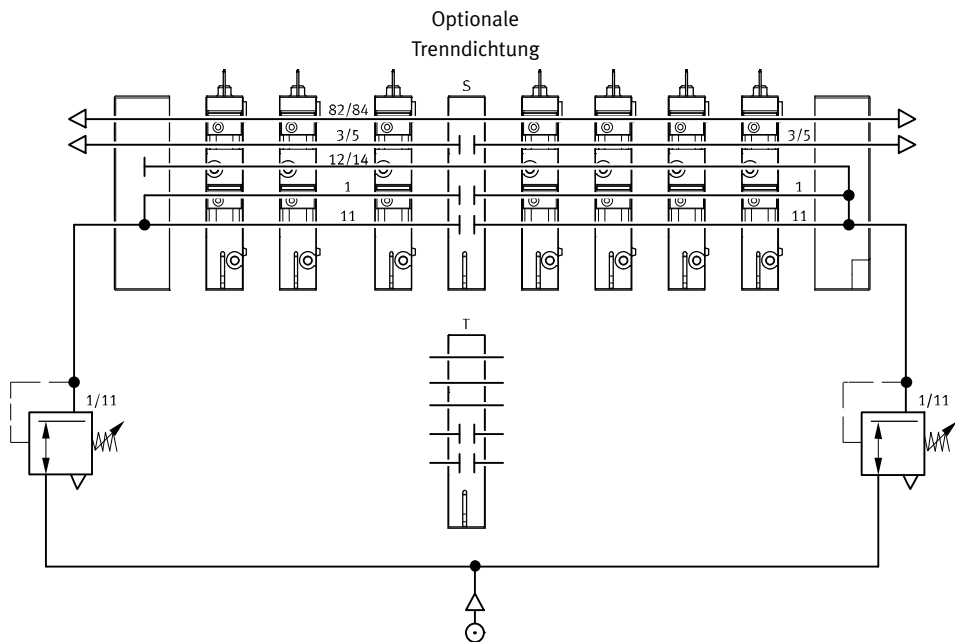 Optionale
Trenndichtung
S
82/84
3/5 3/5
12/14
1 1
11 11
T
1/11 1/11